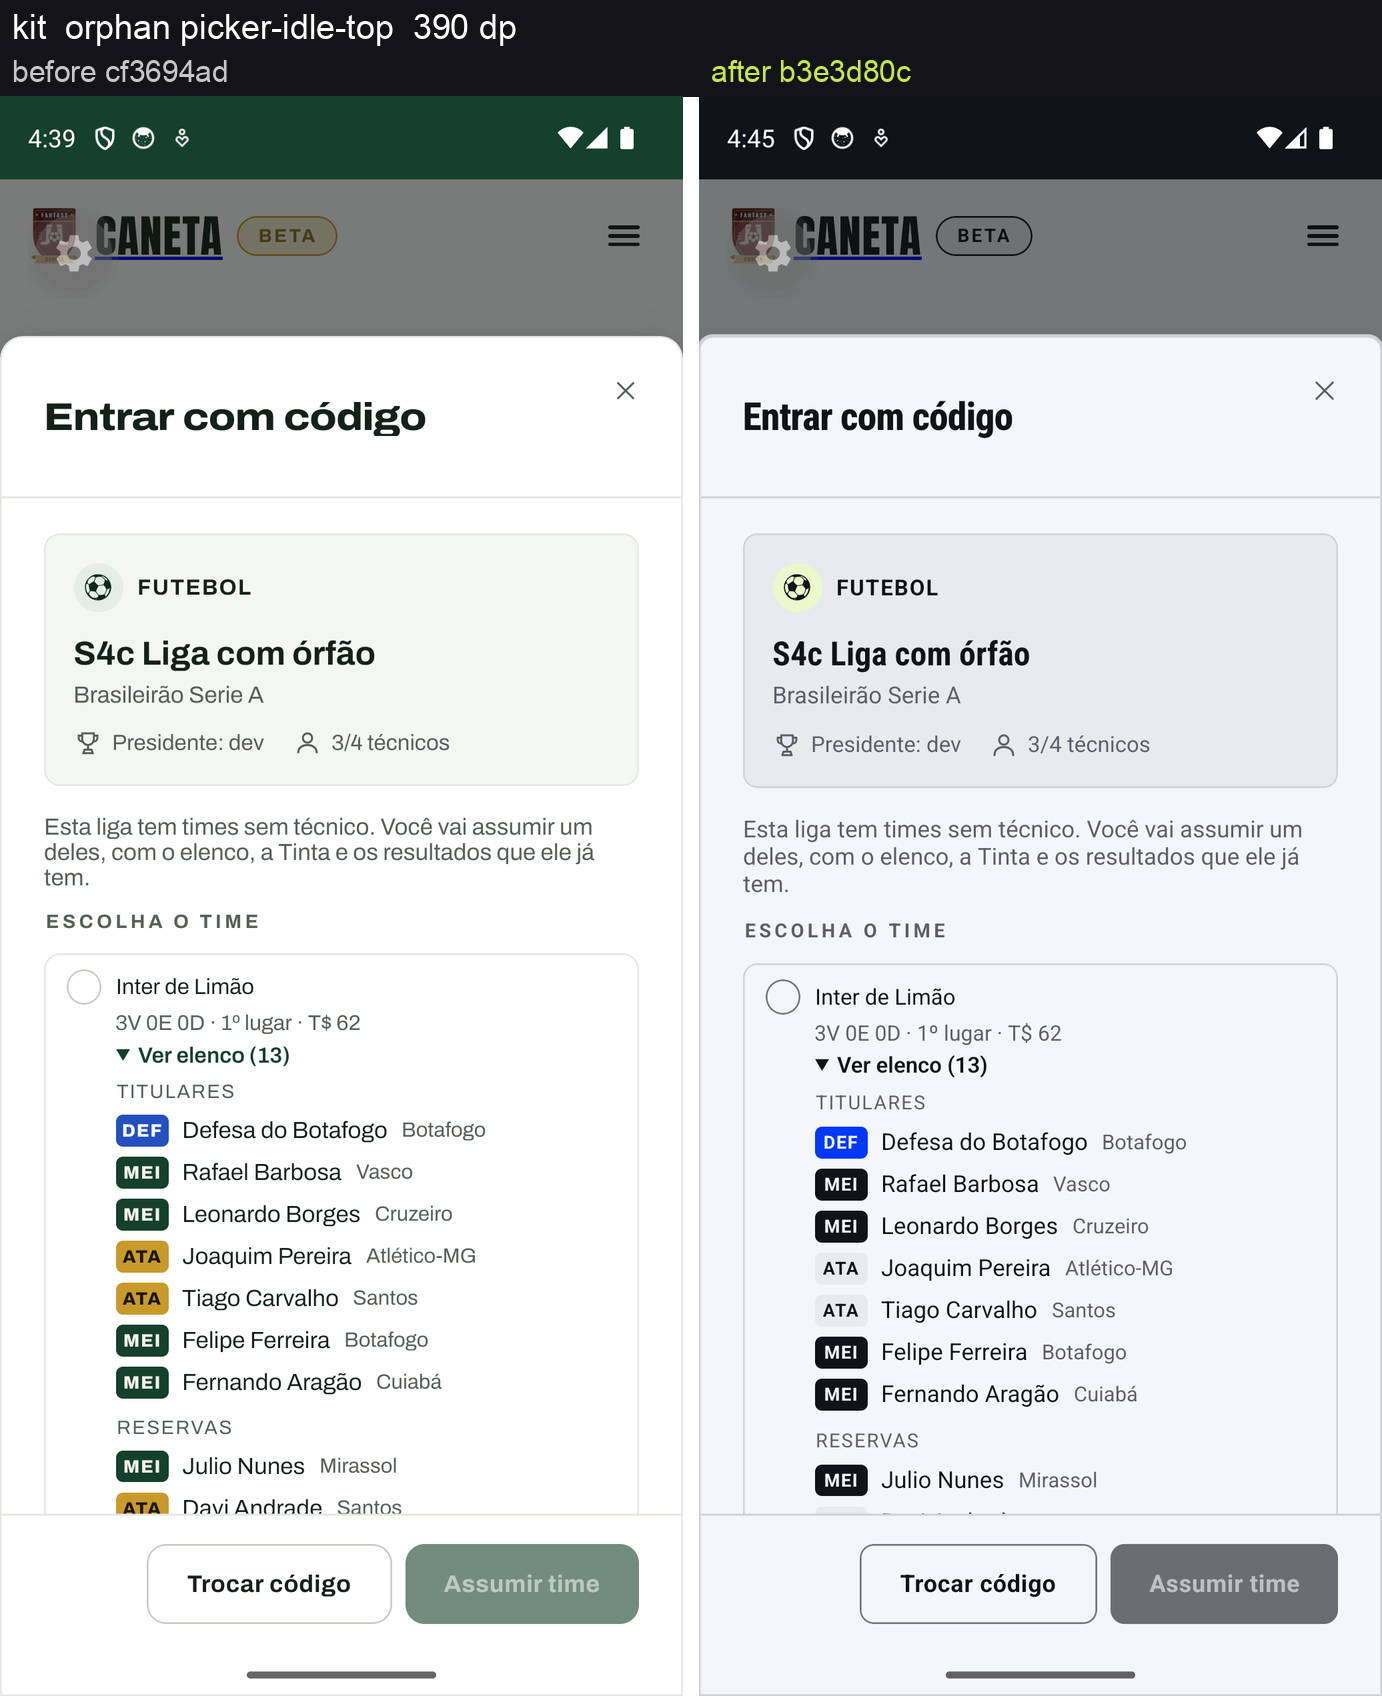 kit orphan picker-idle-top 390 dp
before cf3694ad
after b3e3d80c
4:39
FANTASY
CANETA
BETA
Entrar com código
FUTEBOL
S4c Liga com órfão
Brasileirão Serie A
Presidente: dev
3/4 técnicos
Esta liga tem times sem técnico. Você vai assumir um
deles, com o elenco, a Tinta e os resultados que ele já
tem.
ESCOLHA O TIME
Inter de Limão
3V 0E 0D · 1º lugar · T$ 62
▼ Ver elenco (13)
TITULARES
DEF Defesa do Botafogo Botafogo
MEI Rafael Barbosa Vasco
MEI Leonardo Borges Cruzeiro
ATA Joaquim Pereira Atlético-MG
ATA Tiago Carvalho Santos
MEI Felipe Ferreira Botafogo
MEI Fernando Aragão Cuiabá
RESERVAS
MEI Julio Nunes Mirassol
ATA Davi Andrade Santos
Trocar código
Assumir time
4:45
FANTASY
CANETA
BETA
Entrar com código
FUTEBOL
S4c Liga com órfão
Brasileirão Serie A
Presidente: dev
3/4 técnicos
Esta liga tem times sem técnico. Você vai assumir um
deles, com o elenco, a Tinta e os resultados que ele já
tem.
ESCOLHA O TIME
Inter de Limão
3V 0E 0D · 1º lugar · T$ 62
▼ Ver elenco (13)
TITULARES
DEF Defesa do Botafogo Botafogo
MEI Rafael Barbosa Vasco
MEI Leonardo Borges Cruzeiro
ATA Joaquim Pereira Atlético-MG
ATA Tiago Carvalho Santos
MEI Felipe Ferreira Botafogo
MEI Fernando Aragão Cuiabá
RESERVAS
MEI Julio Nunes Mirassol
Trocar código
Assumir time